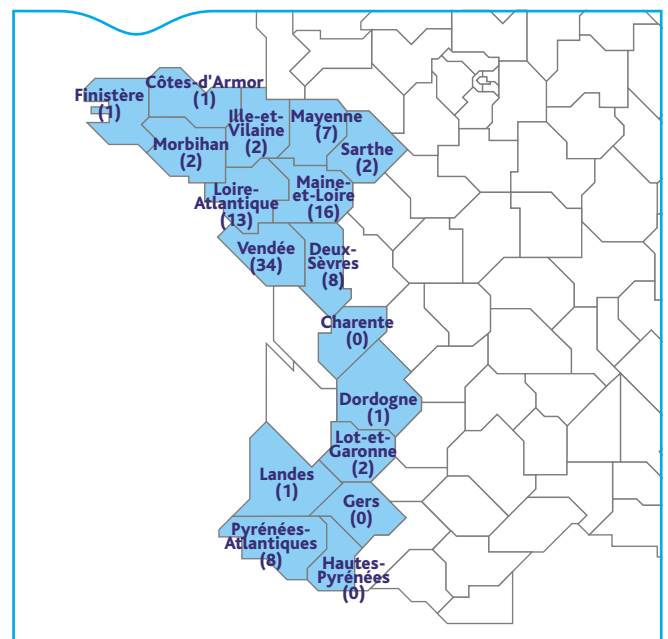 Côtes-d'Armor
(1)
Finistère
(1)
Ille-et-
Vilaine
(2)
Mayenne
(7)
Morbihan
(2)
Sarthe
(2)
Loire-
Atlantique
(13)
Maine-
et-Loire
(16)
Vendée
(34)
Deux-
Sèvres
(8)
Charente
(0)
Dordogne
(1)
Lot-et-
Garonne
(2)
Landes
(1)
Gers
(0)
Pyrénées-
Atlantiques
(8)
Hautes-
Pyrénées
(0)